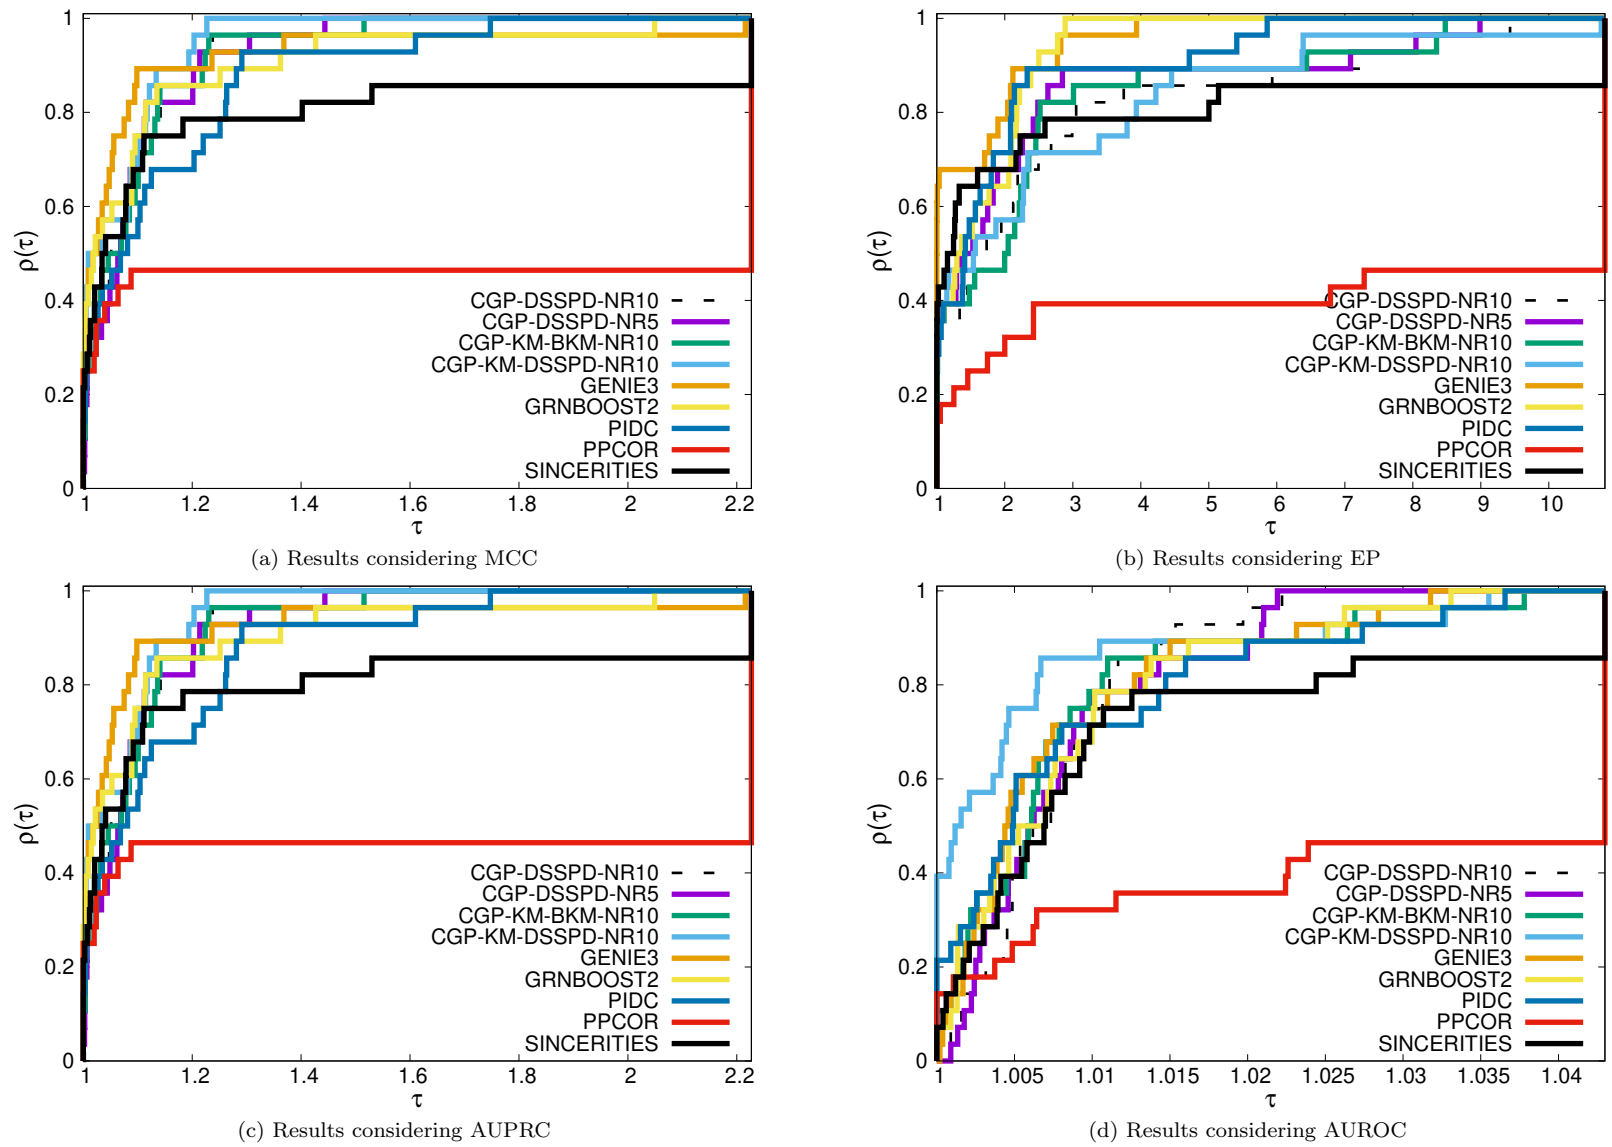 1
0.8
0.6
0.4
0.2
0
ρ(τ)
CGP-DSSPD-NR10
CGP-DSSPD-NR5
CGP-KM-BKM-NR10
CGP-KM-DSSPD-NR10
GENIE3
GRNBOOST2
PIDC
PPCOR
SINCERITIES
1 1.2 1.4 1.6 1.8 2 2.2
τ
(a) Results considering MCC
1
0.8
0.6
0.4
0.2
0
ρ(τ)
CGP-DSSPD-NR10
CGP-DSSPD-NR5
CGP-KM-BKM-NR10
CGP-KM-DSSPD-NR10
GENIE3
GRNBOOST2
PIDC
PPCOR
SINCERITIES
1 2 3 4 5 6 7 8 9 10
τ
(b) Results considering EP
1
0.8
0.6
0.4
0.2
0
ρ(τ)
CGP-DSSPD-NR10
CGP-DSSPD-NR5
CGP-KM-BKM-NR10
CGP-KM-DSSPD-NR10
GENIE3
GRNBOOST2
PIDC
PPCOR
SINCERITIES
1 1.2 1.4 1.6 1.8 2 2.2
τ
(c) Results considering AUPRC
1
0.8
0.6
0.4
0.2
0
ρ(τ)
CGP-DSSPD-NR10
CGP-DSSPD-NR5
CGP-KM-BKM-NR10
CGP-KM-DSSPD-NR10
GENIE3
GRNBOOST2
PIDC
PPCOR
SINCERITIES
1 1.005 1.01 1.015 1.02 1.025 1.03 1.035 1.04
τ
(d) Results considering AUROC